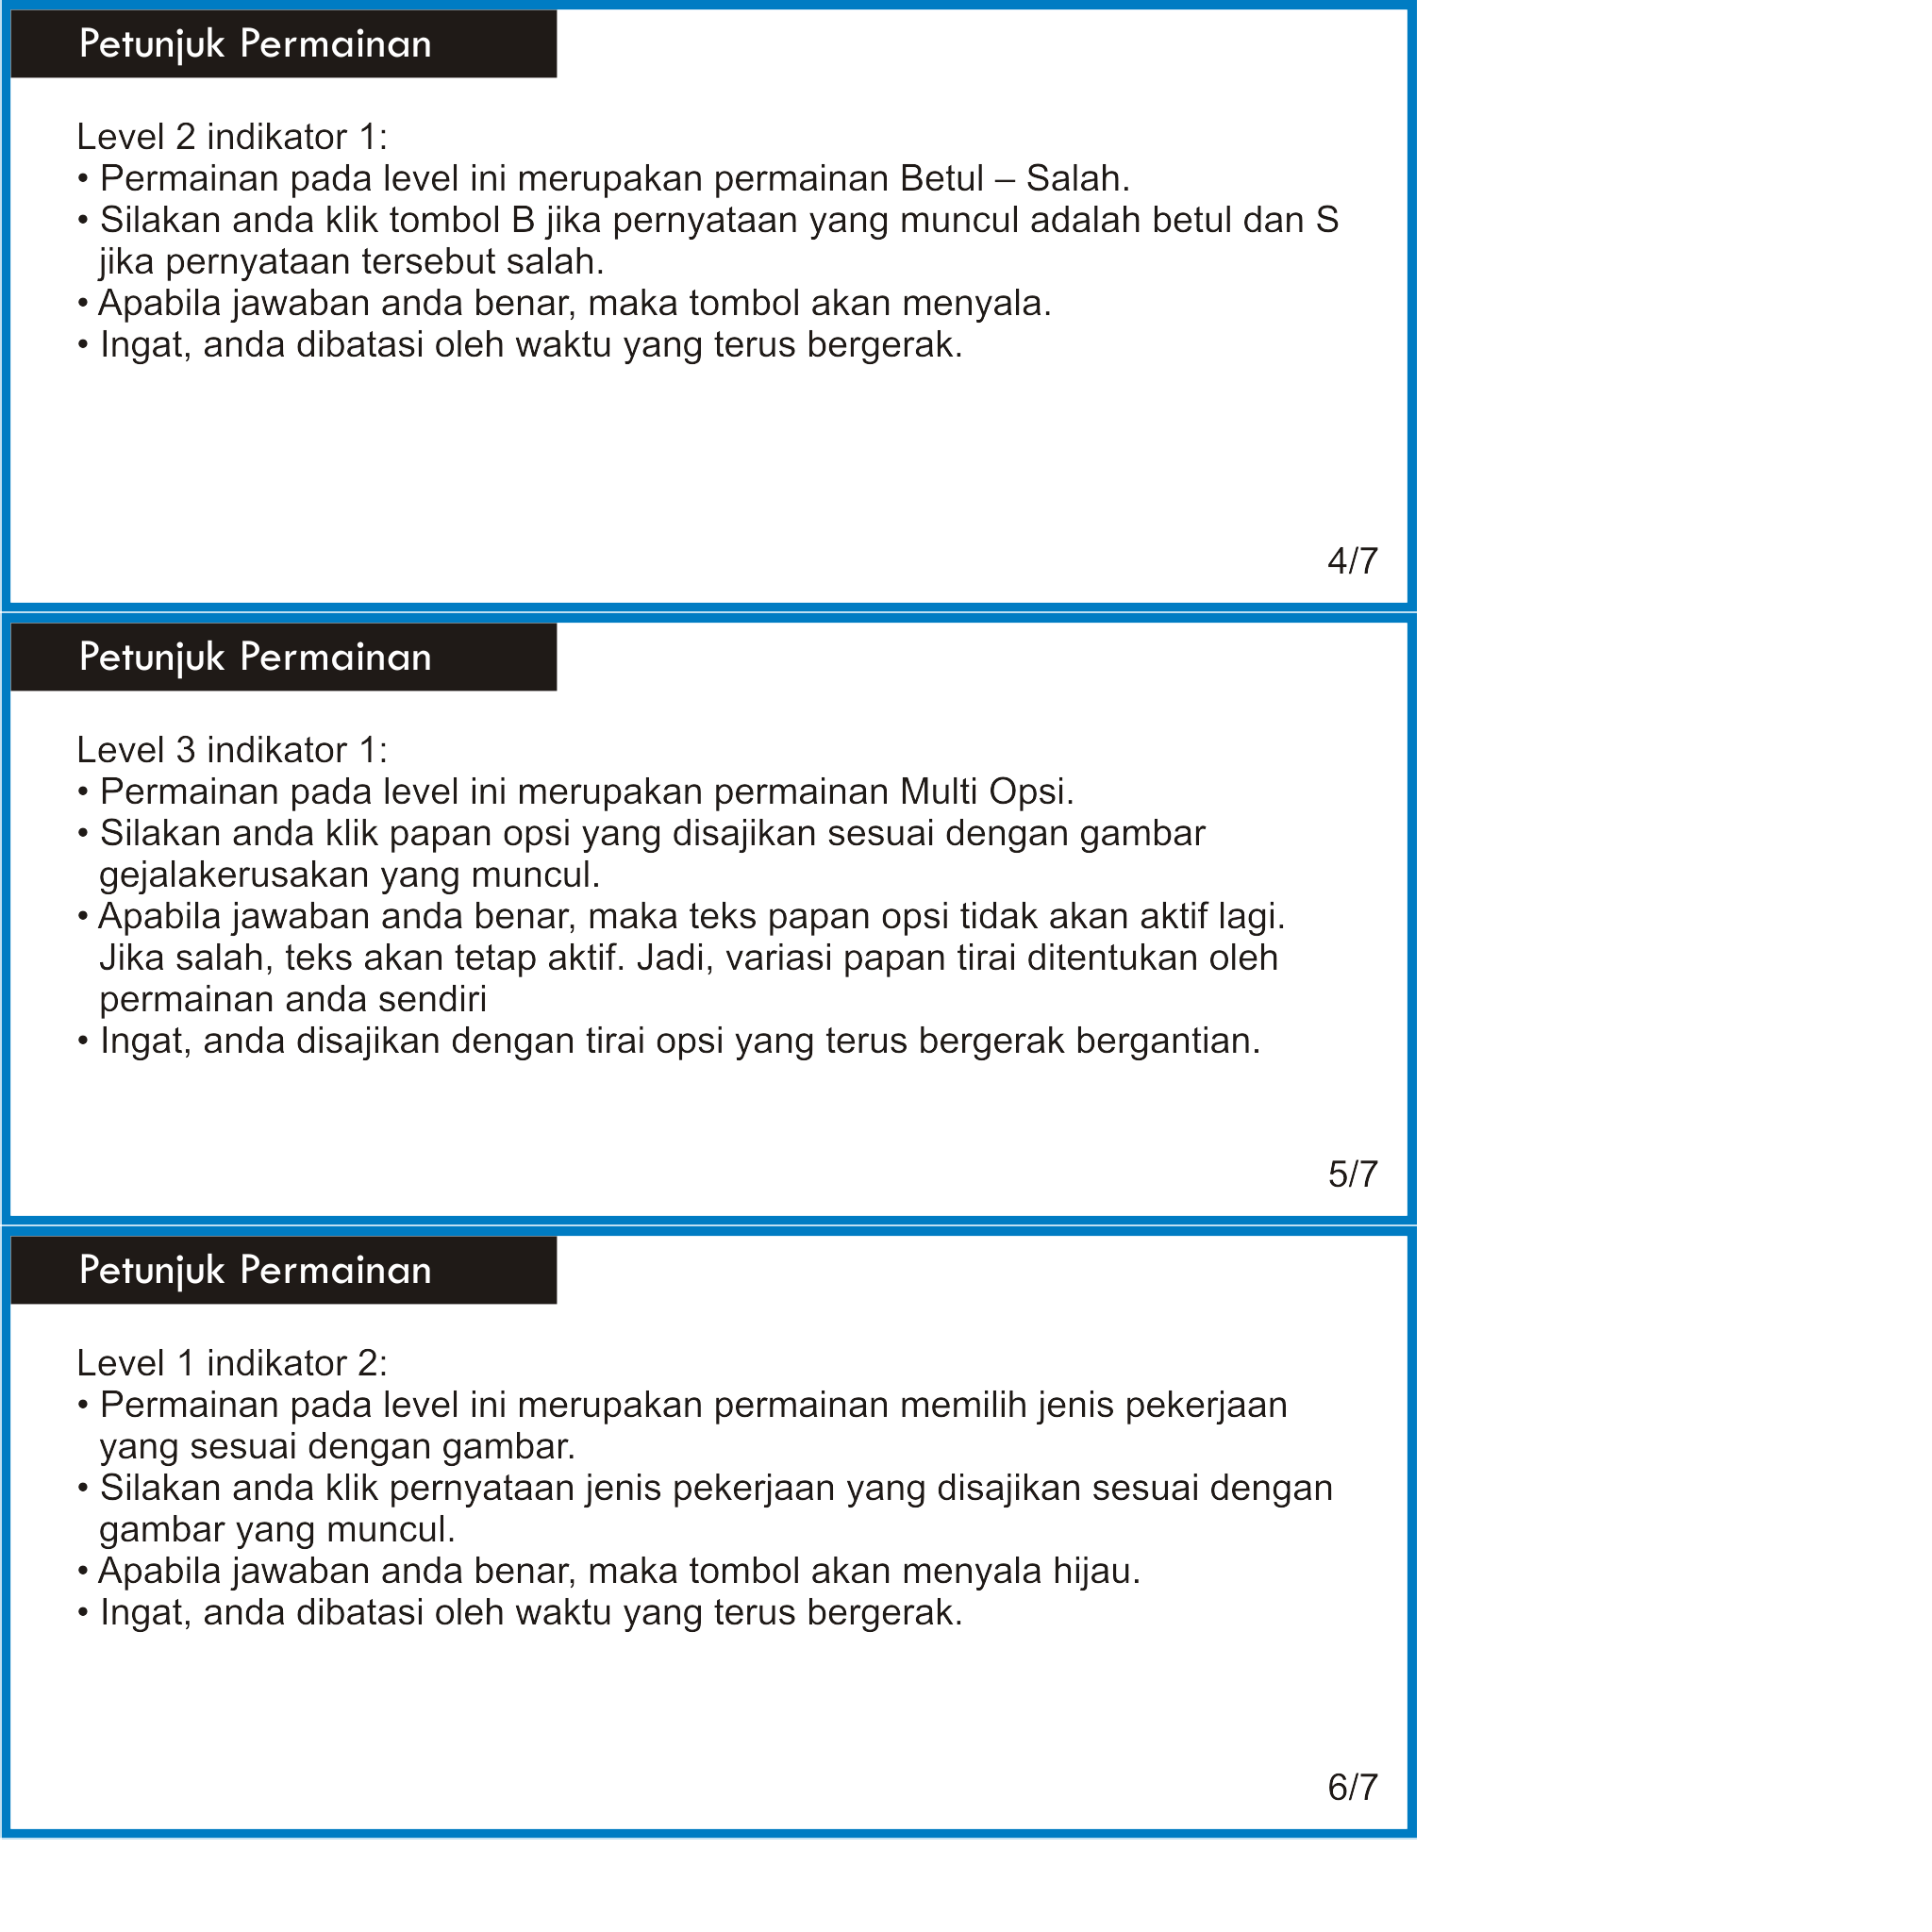 Petunjuk Permainan
Level 2 indikator 1:
• Permainan pada level ini merupakan permainan Betul – Salah.
• Silakan anda klik tombol B jika pernyataan yang muncul adalah betul dan S
jika pernyataan tersebut salah.
• Apabila jawaban anda benar, maka tombol akan menyala.
• Ingat, anda dibatasi oleh waktu yang terus bergerak.
4/7
Petunjuk Permainan
Level 3 indikator 1:
• Permainan pada level ini merupakan permainan Multi Opsi.
• Silakan anda klik papan opsi yang disajikan sesuai dengan gambar
gejalakerusakan yang muncul.
• Apabila jawaban anda benar, maka teks papan opsi tidak akan aktif lagi.
Jika salah, teks akan tetap aktif. Jadi, variasi papan tirai ditentukan oleh
permainan anda sendiri
• Ingat, anda disajikan dengan tirai opsi yang terus bergerak bergantian.
5/7
Petunjuk Permainan
Level 1 indikator 2:
• Permainan pada level ini merupakan permainan memilih jenis pekerjaan
yang sesuai dengan gambar.
• Silakan anda klik pernyataan jenis pekerjaan yang disajikan sesuai dengan
gambar yang muncul.
• Apabila jawaban anda benar, maka tombol akan menyala hijau.
• Ingat, anda dibatasi oleh waktu yang terus bergerak.
6/7